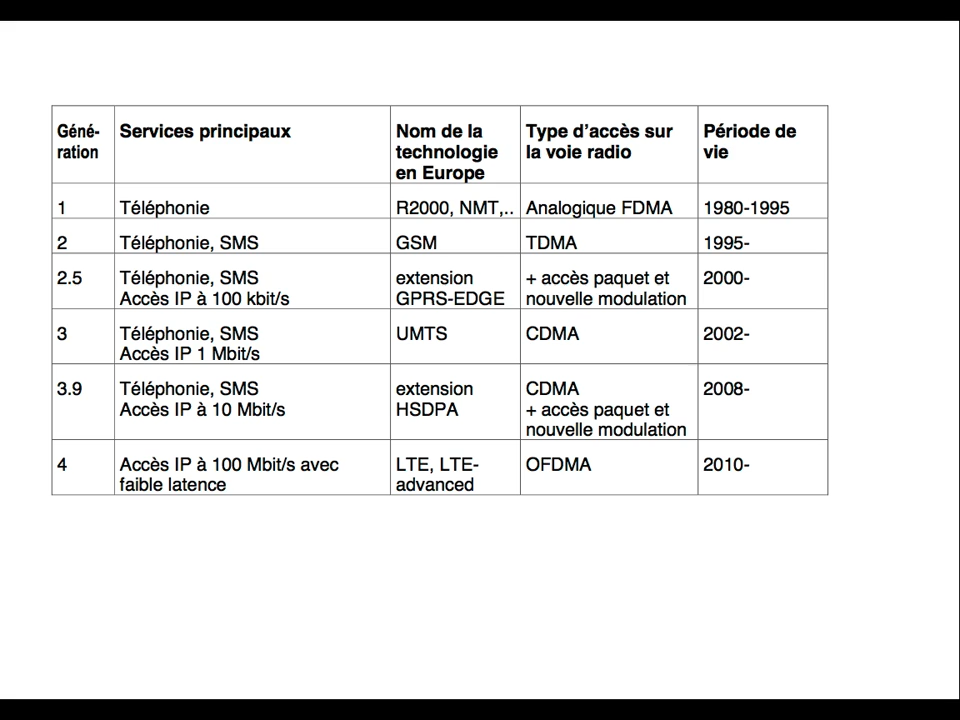 Géné-
ration
Services principaux
Nom de la
technologie
en Europe
Type d'accès sur
la voie radio
Période de
vie
1
Téléphonie
R2000, NMT,..
Analogique FDMA
1980-1995
2
Téléphonie, SMS
GSM
TDMA
1995-
2.5
Téléphonie, SMS
Accès IP à 100 kbit/s
extension
GPRS-EDGE
+ accès paquet et
nouvelle modulation
2000-
3
Téléphonie, SMS
Accès IP 1 Mbit/s
UMTS
CDMA
2002-
3.9
Téléphonie, SMS
Accès IP à 10 Mbit/s
extension
HSDPA
CDMA
+ accès paquet et
nouvelle modulation
2008-
4
Accès IP à 100 Mbit/s avec
faible latence
LTE, LTE-
advanced
OFDMA
2010-